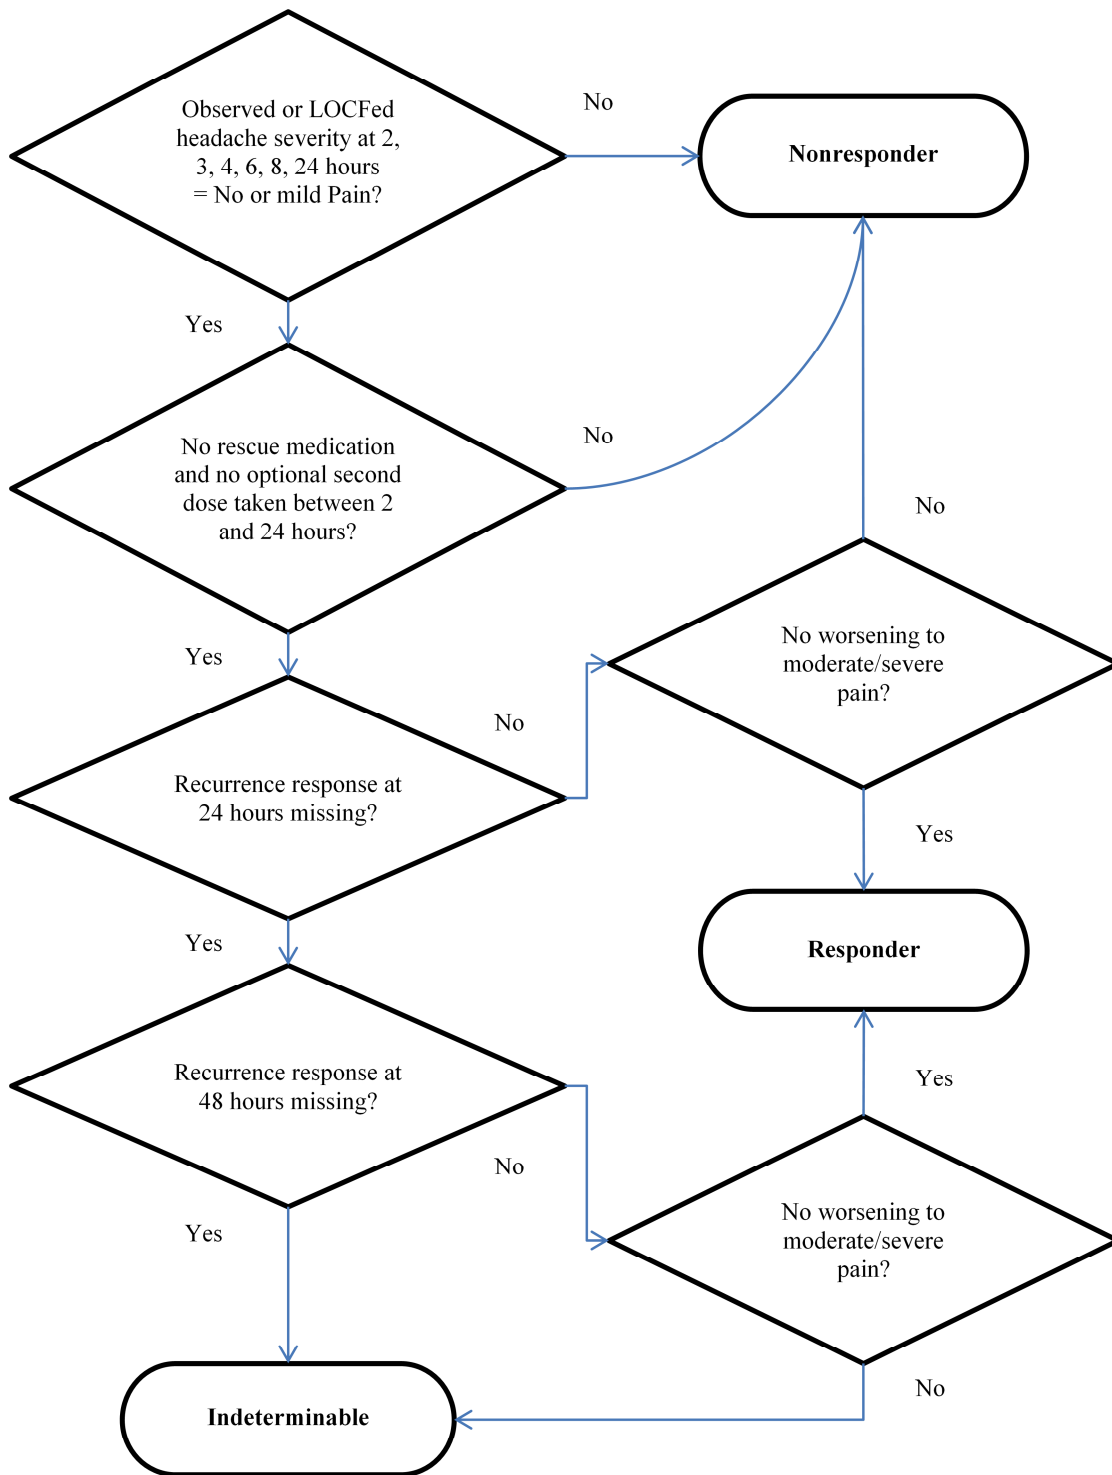 Observed or LOCFed
headache severity at 2,
3, 4, 6, 8, 24 hours
= No or mild Pain?
No
Nonresponder
Yes
No rescue medication
and no optional second
dose taken between 2
and 24 hours?
No
No
Yes
No worsening to
moderate/severe
pain?
No
Recurrence response at
24 hours missing?
Yes
Yes
Responder
Recurrence response at
48 hours missing?
Yes
No
No worsening to
moderate/severe
pain?
Yes
No
Indeterminable